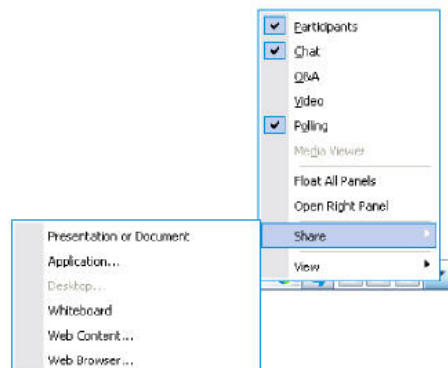 Participants
Chat
Q&A
Video
Polling
Media Viewer
Float All Panels
Open Right Panel
Share
View
Presentation or Document
Application...
Desktop...
Whiteboard
Web Content...
Web Browser...